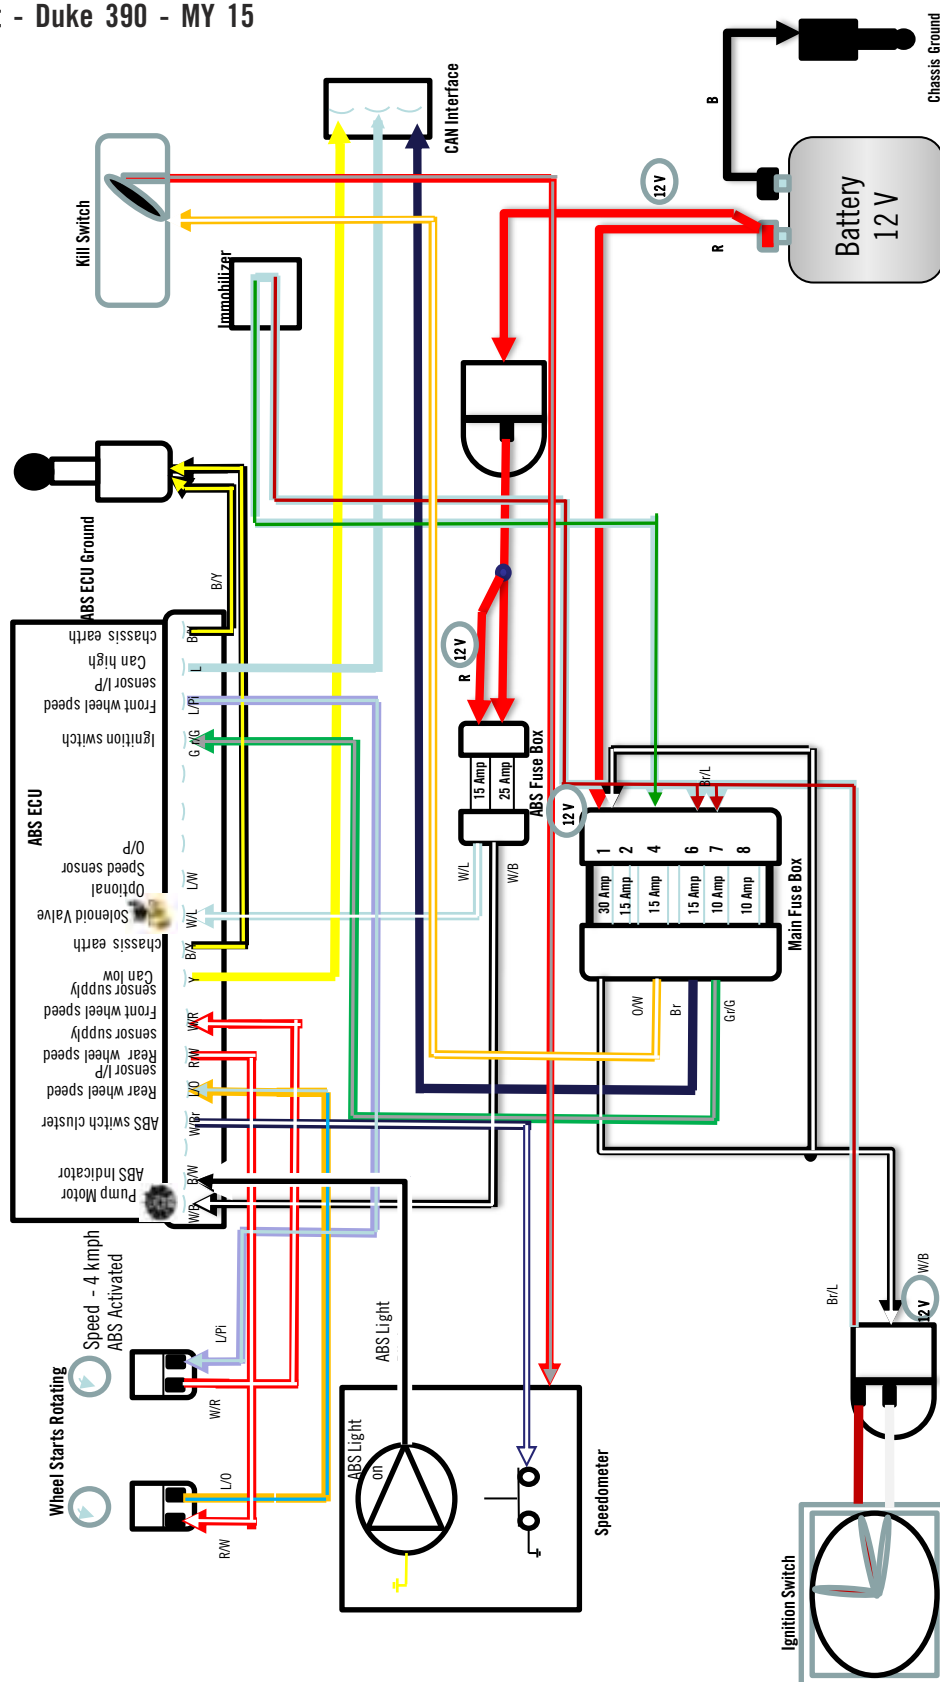 : - Duke 390 - MY 15
Chassis Ground
B
12 V
R
Battery
12 V
CAN Interface
Kill Switch
Immobilizer
ABS ECU Ground
B/Y
ABS ECU
chassis earth
B/Y
Can high
L
Front wheel speed
sensor I/P
L/Pi
Ignition switch
Gr/G
Optional
Speed sensor
O/P
L/W
Solenoid Valve
W/L
chassis earth
B/Y
Can low
Y
Front wheel speed
sensor supply
W/R
Rear wheel speed
sensor supply
R/W
Rear wheel speed
sensor I/P
L/O
ABS switch cluster
W/Br
ABS Indicator
B/W
Pump Motor
W/B
12 V
R
15 Amp
25 Amp
ABS Fuse Box
W/L
W/B
12 V
Br/L
1
2
4
6
7
8
30 Amp
15 Amp
15 Amp
15 Amp
10 Amp
10 Amp
Main Fuse Box
O/W
Br
Gr/G
Speed - 4 kmph
ABS Activated
Wheel Starts Rotating
L/Pi
W/R
L/O
R/W
ABS Light
ABS Light
on
Speedometer
Br/L
W/B
12 V
Ignition Switch